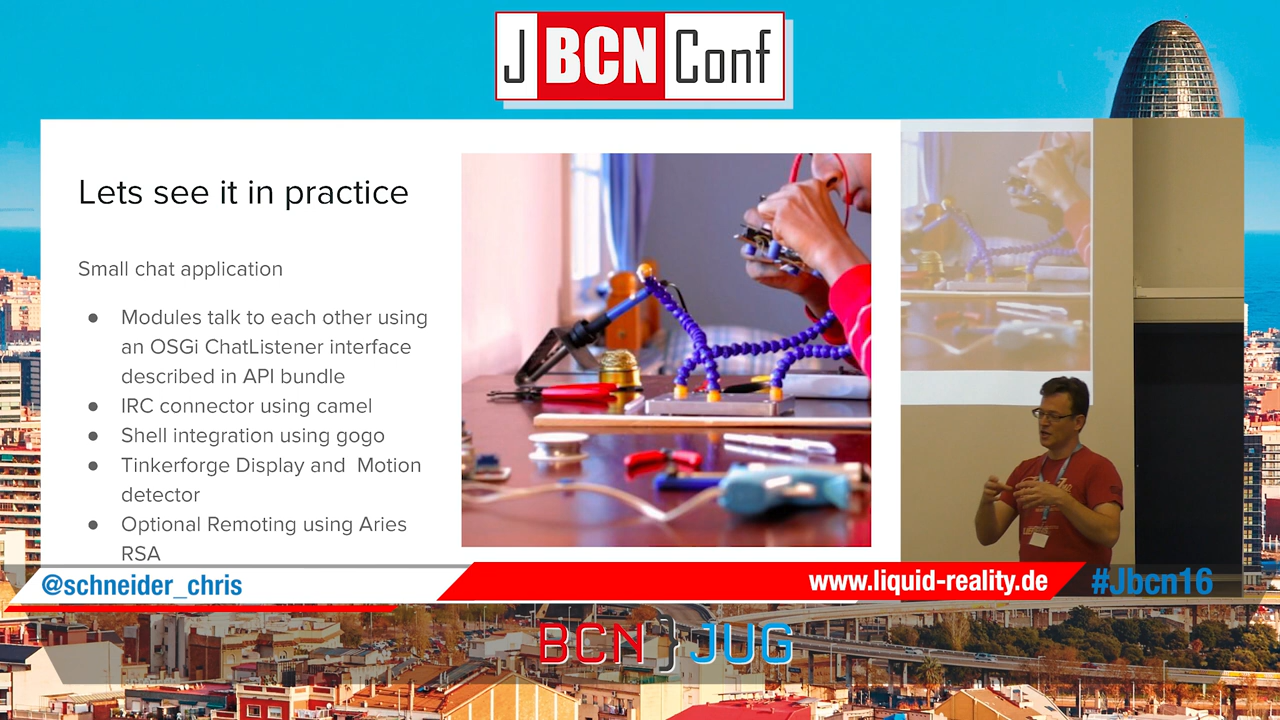 J BCN Conf
Lets see it in practice
Small chat application
● Modules talk to each other using
an OSGi ChatListener interface
described in API bundle
● IRC connector using camel
● Shell integration using gogo
● Tinkerforge Display and Motion
detector
● Optional Remoting using Aries
RSA
@schneider_chris
www.liquid-reality.de
#Jbcn16
BCN JUG